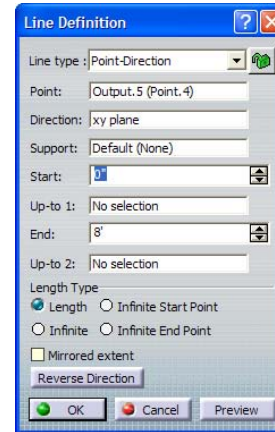 Line Definition
Line type : Point-Direction
Point: Output.5 (Point.4)
Direction: xy plane
Support: Default (None)
Start: 0"
Up-to 1: No selection
End: 8'
Up-to 2: No selection
Length Type
Length Infinite Start Point
Infinite Infinite End Point
Mirrored extent
Reverse Direction
OK Cancel Preview